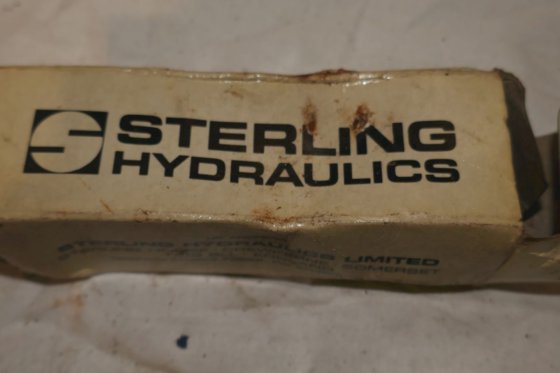 STERLING
HYDRAULICS
STERLING HYDRAULICS LIMITED
SOMERSET